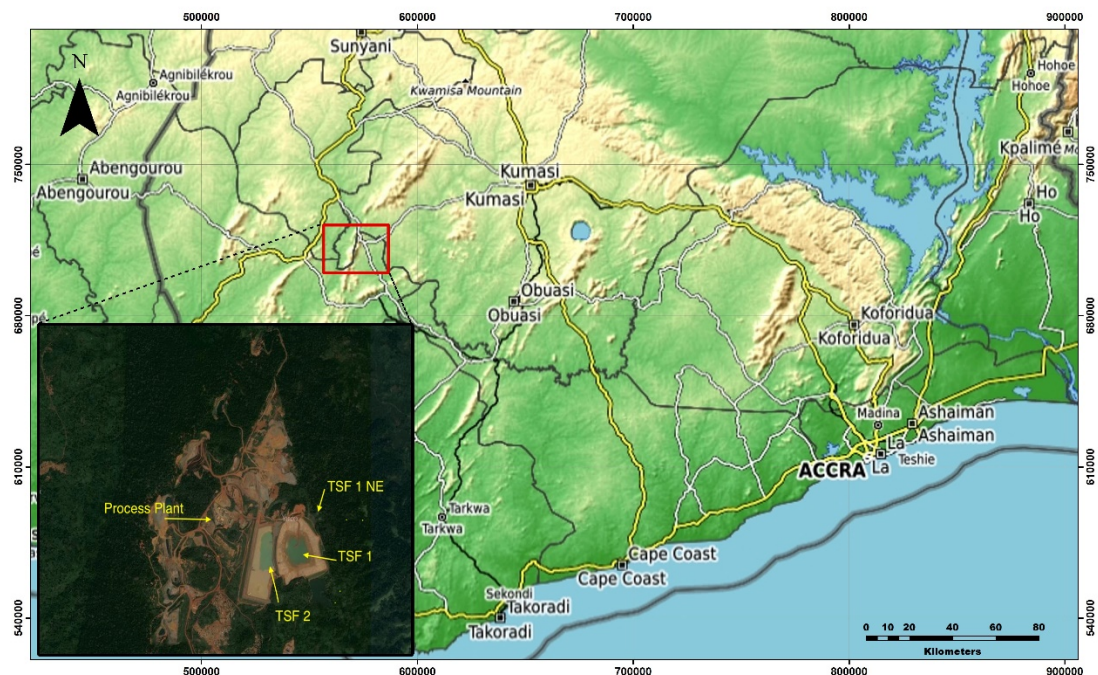 500000 600000 700000 800000 900000
N
Sunyani
Agnibilékrou
Agnibilékrou
Kwamisa Mountain
Hohoe
Hohoe
750000
Abengourou
Abengourou
Kumasi
Kumasi
Kpalimé
Ho
Ho
750000
Obuasi
Obuasi
680000
Koforidua
Koforidua
680000
Madina
Ashaiman
Ashaiman
La
La
Teshie
ACCRA
610000
610000
Tarkwa
Tarkwa
Cape Coast
Cape Coast
Sekondi
Takoradi
Takoradi
540000
540000
TSF 1 NE
Process Plant
TSF 1
TSF 2
0 10 20 40 60 80
Kilometers
500000 600000 700000 800000 900000